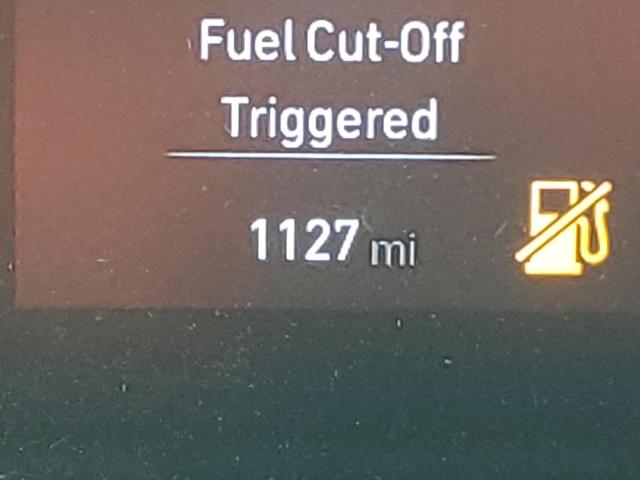 Fuel Cut-Off
Triggered
1127 mi